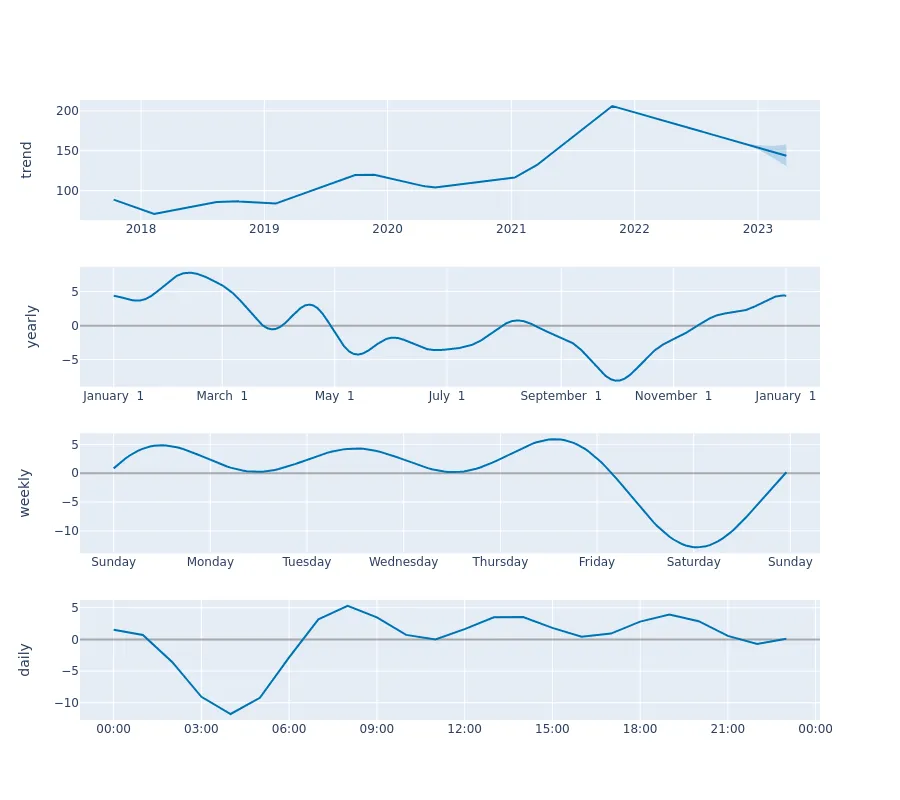 trend
200
150
100
2018 2019 2020 2021 2022 2023
yearly
5
0
−5
January 1 March 1 May 1 July 1 September 1 November 1 January 1
weekly
5
0
−5
−10
Sunday Monday Tuesday Wednesday Thursday Friday Saturday Sunday
daily
5
0
−5
−10
00:00 03:00 06:00 09:00 12:00 15:00 18:00 21:00 00:00